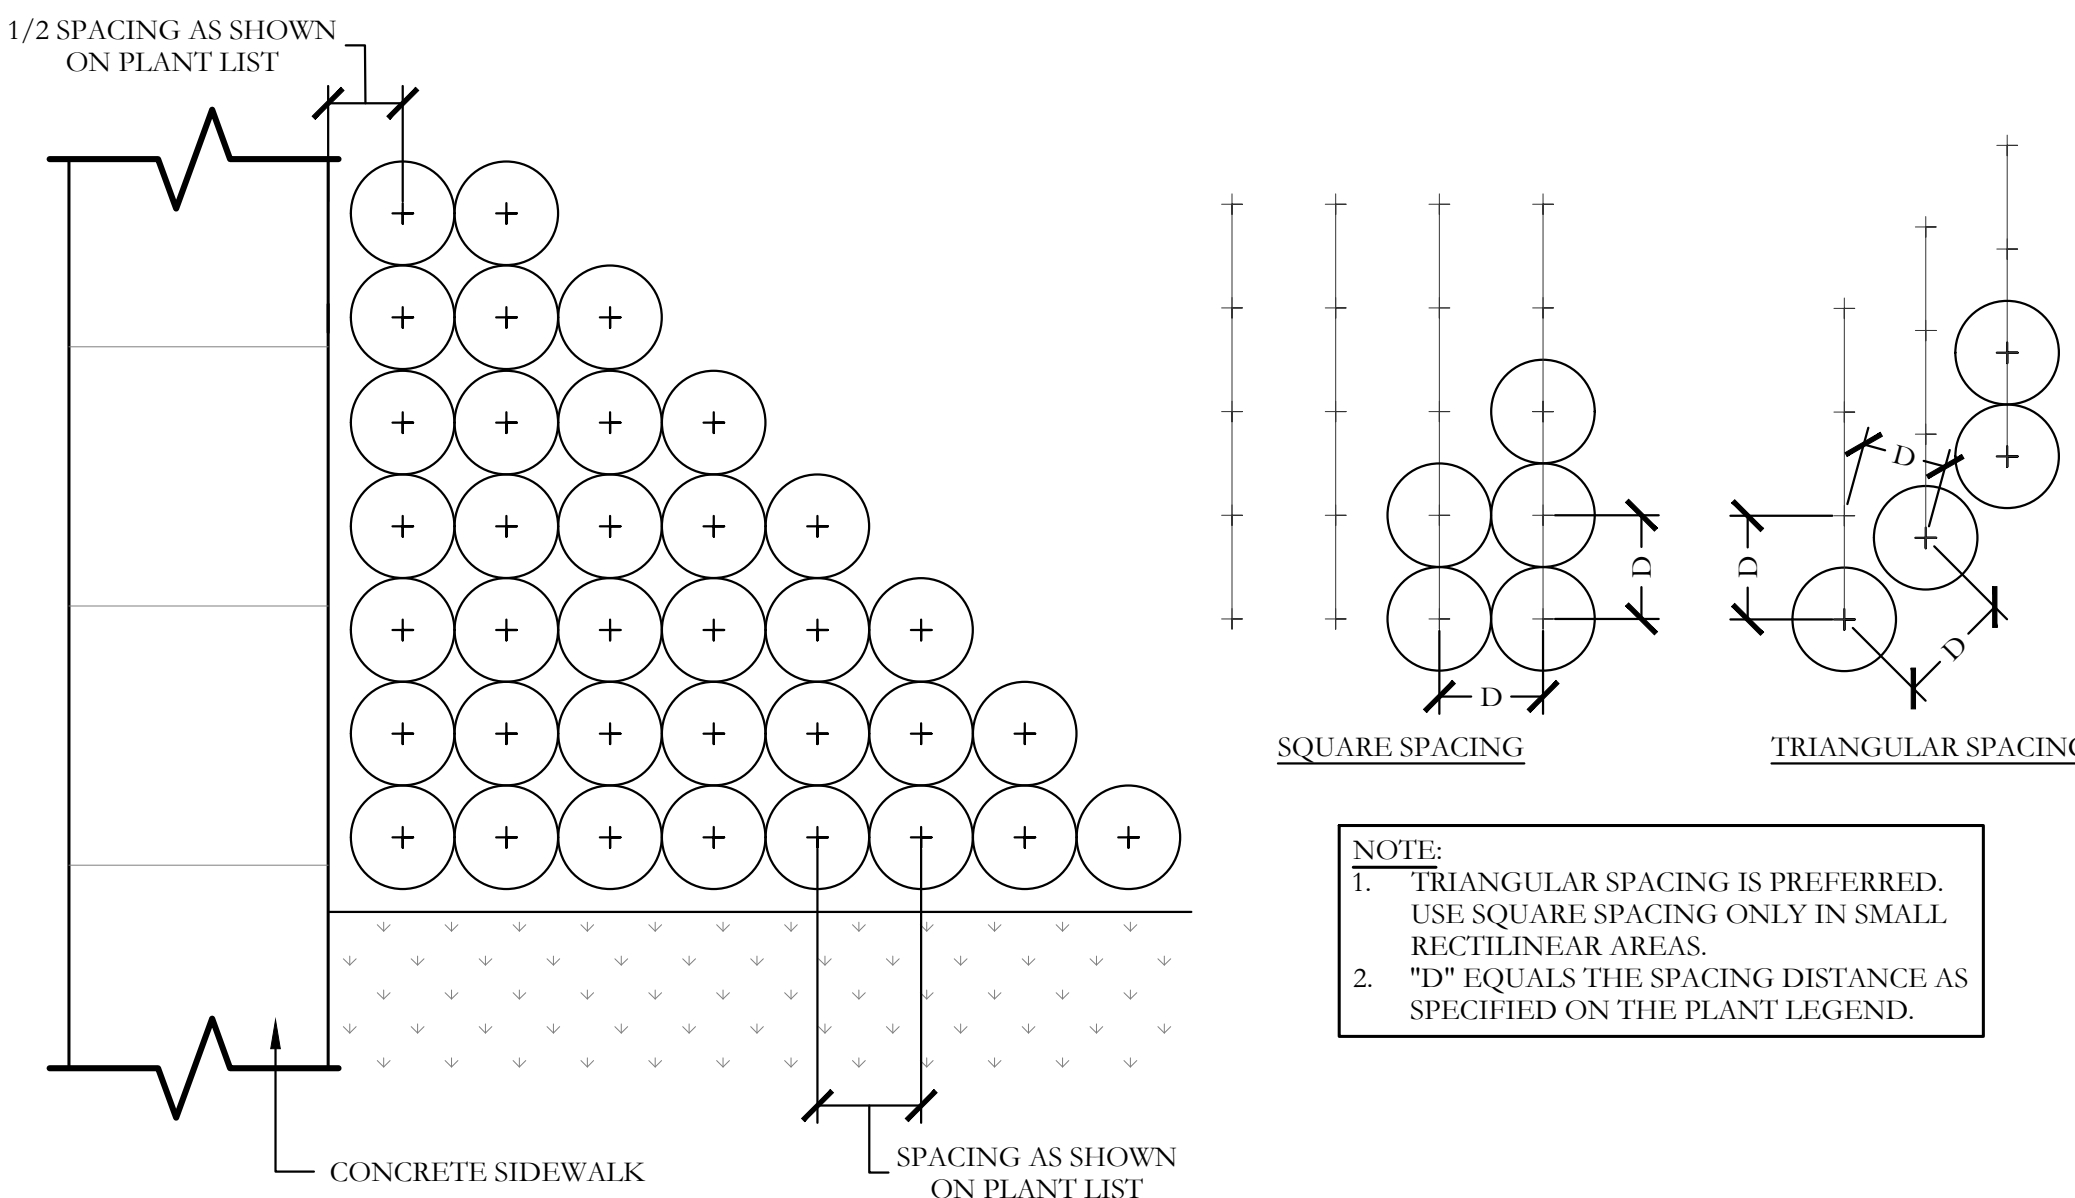 1/2 SPACING AS SHOWN
ON PLANT LIST
D
D
SQUARE SPACING
D
D
D
TRIANGULAR SPACING
NOTE:
1. TRIANGULAR SPACING IS PREFERRED.
USE SQUARE SPACING ONLY IN SMALL
RECTILINEAR AREAS.
2. "D" EQUALS THE SPACING DISTANCE AS
SPECIFIED ON THE PLANT LEGEND.
CONCRETE SIDEWALK
SPACING AS SHOWN
ON PLANT LIST